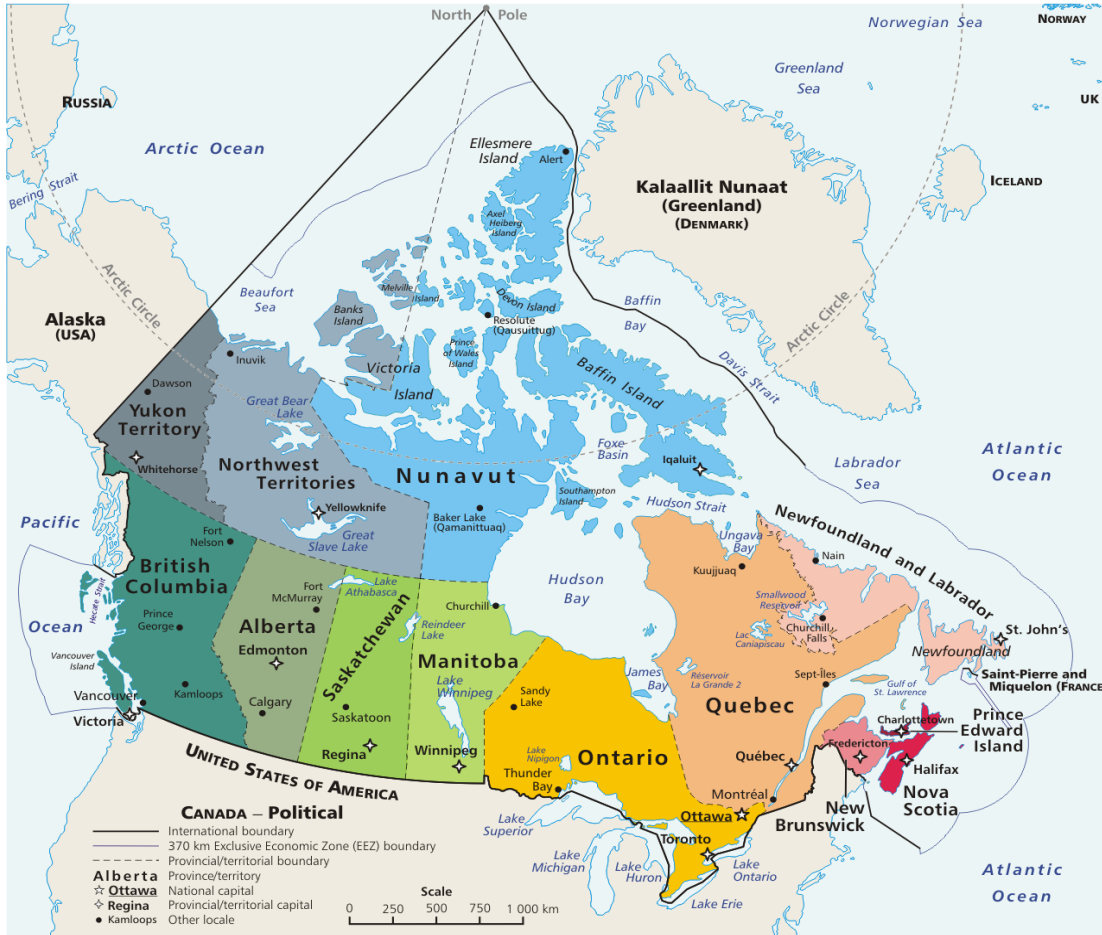 North Pole
Norwegian Sea
NORWAY
Greenland
Sea
UK
RUSSIA
Arctic Ocean
Ellesmere
Island
Alert
Bering Strait
Kalaallit Nunaat
(Greenland)
(DENMARK)
ICELAND
Axel
Heiberg
Island
Arctic Circle
Beaufort
Sea
Melville
Island
Devon Island
Baffin
Bay
Arctic Circle
Alaska
(USA)
Banks
Island
Resolute
(Qausuittuq)
Prince
of Wales
Island
Inuvik
Victoria
Island
Baffin Island
Davis Strait
Dawson
Yukon
Territory
Great Bear
Lake
Whitehorse
Northwest
Territories
Nunavut
Foxe
Basin
Iqaluit
Labrador
Sea
Atlantic
Ocean
Yellowknife
Great
Slave Lake
Baker Lake
(Qamanittuaq)
Southampton
Island
Hudson Strait
Pacific
Ocean
Fort
Nelson
British
Columbia
Hecate Strait
Prince
George
Vancouver
Island
Kamloops
Vancouver
Victoria
Fort
McMurray
Lake
Athabasca
Alberta
Edmonton
Calgary
Saskatchewan
Saskatoon
Regina
Reindeer
Lake
Churchill
Manitoba
Lake
Winnipeg
Winnipeg
Hudson
Bay
Ungava
Bay
Kuujjuaq
Newfoundland and Labrador
Nain
Smallwood
Reservoir
Churchill
Falls
Lac
Caniapiscau
St. John's
Newfoundland
Saint-Pierre and
Miquelon (FRANCE)
Sandy
Lake
James
Bay
Réservoir
La Grande 2
Sept-Îles
Gulf of
St. Lawrence
Quebec
Charlottetown
Prince
Edward
Island
Fredericton
Halifax
Nova
Scotia
New
Brunswick
Québec
Montréal
Ottawa
Toronto
Ontario
Lake
Nipigon
Thunder
Bay
UNITED STATES OF AMERICA
Lake
Superior
Lake
Michigan
Lake
Huron
Lake
Ontario
Lake Erie
Atlantic
Ocean
CANADA – Political
International boundary
370 km Exclusive Economic Zone (EEZ) boundary
Provincial/territorial boundary
Alberta Province/territory
Ottawa National capital
Regina Provincial/territorial capital
Kamloops Other locale
Scale
0 250 500 750 1 000 km